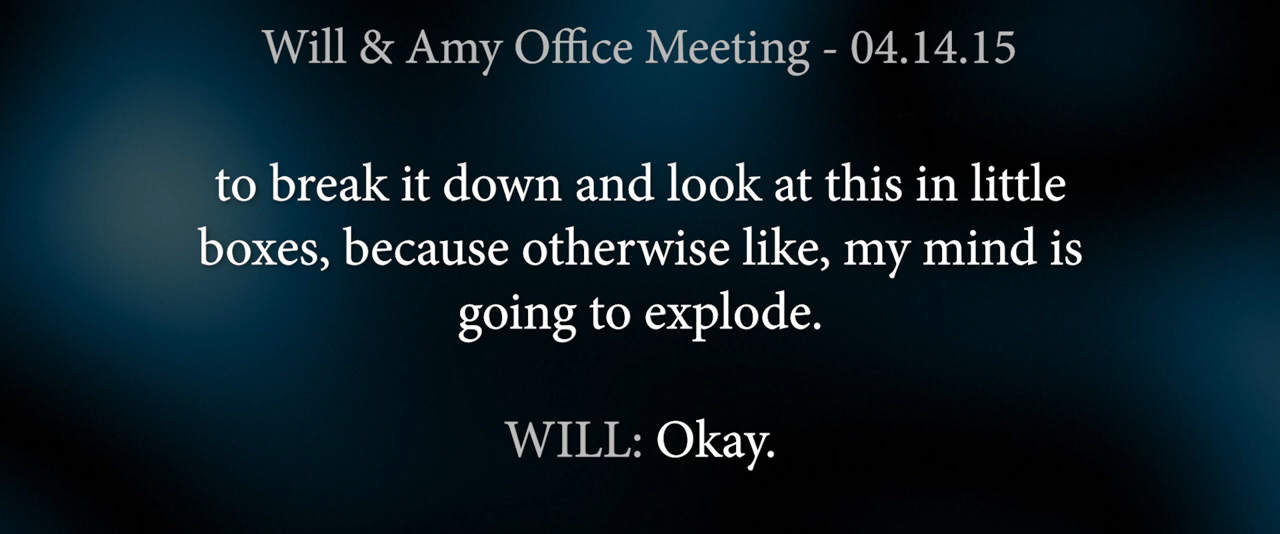 Will & Amy Office Meeting - 04.14.15
to break it down and look at this in little
boxes, because otherwise like, my mind is
going to explode.
WILL: Okay.